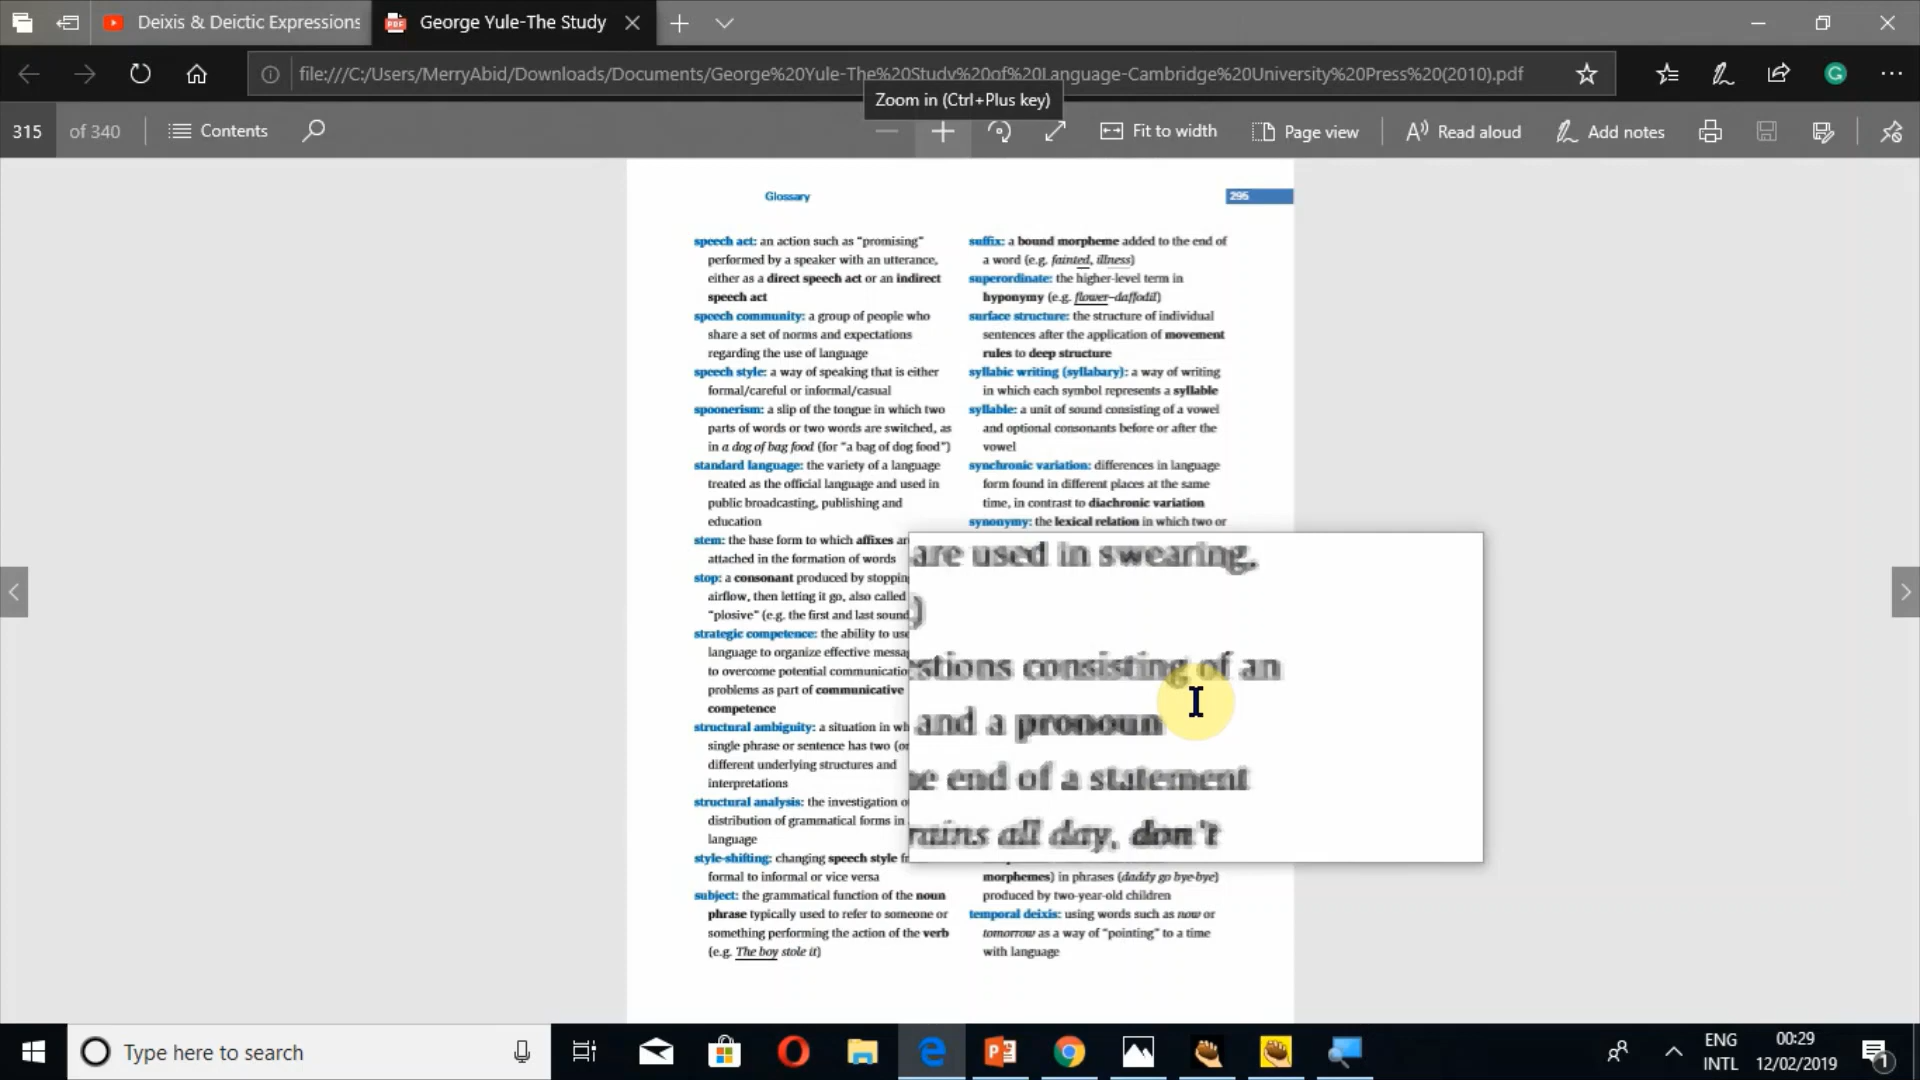 Deixis & Deictic Expressions
George Yule-The Study
file:///C:/Users/MerryAbid/Downloads/Documents/George%20Yule-The%20Study%20of%20Language-Cambridge%20University%20Press%20(2010).pdf
Zoom in (Ctrl+Plus key)
315 of 340
Contents
Fit to width
Page view
Read aloud
Add notes
Glossary
295
speech act: an action such as "promising"
performed by a speaker with an utterance,
either as a direct speech act or an indirect
speech act
speech community: a group of people who
share a set of norms and expectations
regarding the use of language
speech style: a way of speaking that is either
formal/careful or informal/casual
spoonerism: a slip of the tongue in which two
parts of words or two words are switched, as
in a dog of bag food (for "a bag of dog food")
standard language: the variety of a language
treated as the official language and used in
public broadcasting, publishing and
education
stem: the base form to which affixes ar
attached in the formation of words
stop: a consonant produced by stopping
airflow, then letting it go, also called
"plosive" (e.g. the first and last sound
strategic competence: the ability to use
language to organize effective messag
to overcome potential communicatio
problems as part of communicative
competence
structural ambiguity: a situation in wh
single phrase or sentence has two (or
different underlying structures and
interpretations
structural analysis: the investigation o
distribution of grammatical forms in
language
style-shifting: changing speech style f
formal to informal or vice versa
subject: the grammatical function of the noun
phrase typically used to refer to someone or
something performing the action of the verb
(e.g. The boy stole it)
suffix: a bound morpheme added to the end of
a word (e.g. fainted, illness)
superordinate: the higher-level term in
hyponymy (e.g. flower–daffodil)
surface structure: the structure of individual
sentences after the application of movement
rules to deep structure
syllabic writing (syllabary): a way of writing
in which each symbol represents a syllable
syllable: a unit of sound consisting of a vowel
and optional consonants before or after the
vowel
synchronic variation: differences in language
form found in different places at the same
time, in contrast to diachronic variation
synonymy: the lexical relation in which two or
are used in swearing,
)
stions consisting of an
and a pronoun
e end of a statement
rains all day, don't
morphemes) in phrases (daddy go bye-bye)
produced by two-year-old children
temporal deixis: using words such as now or
tomorrow as a way of "pointing" to a time
with language
Type here to search
ENG
INTL
00:29
12/02/2019
1